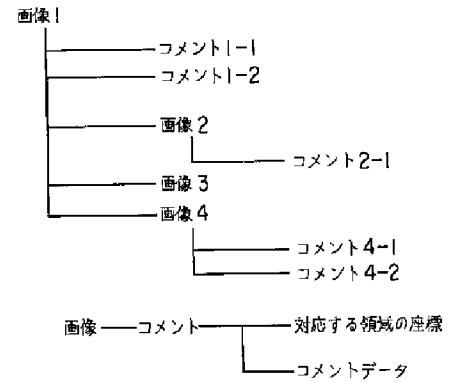 画像1
コメント1-1
コメント1-2
画像2
コメント2-1
画像3
画像4
コメント4-1
コメント4-2
画像 コメント 対応する領域の座標
コメントデータ